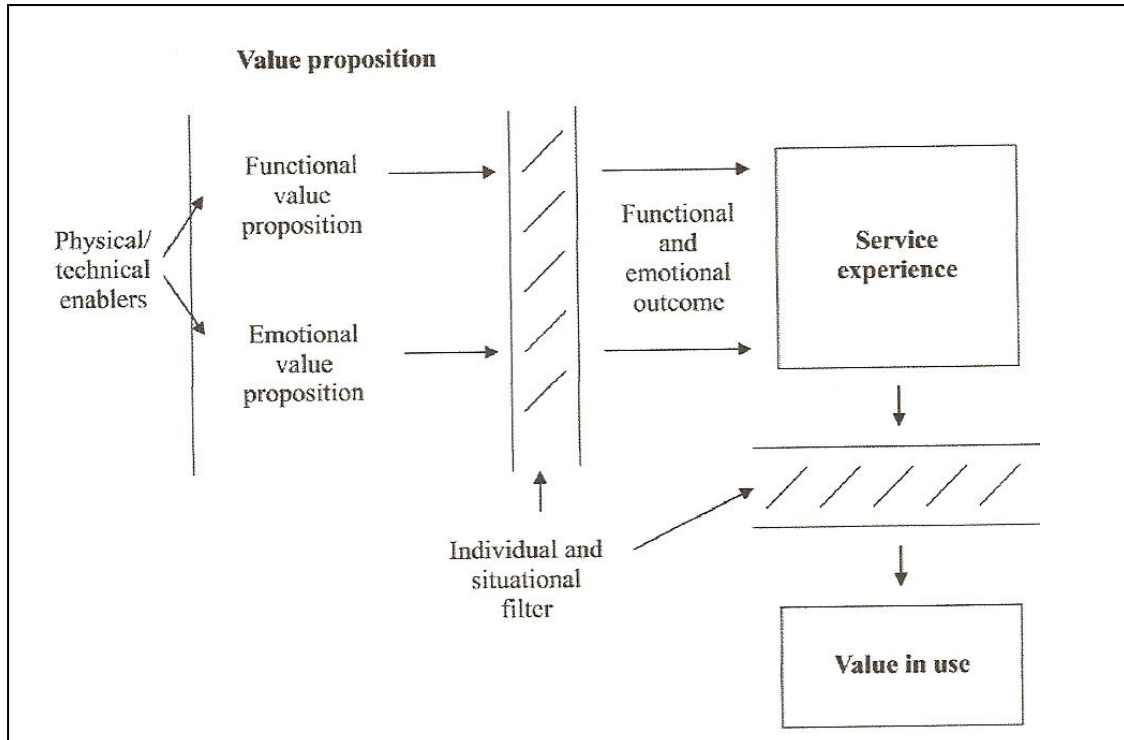 Value proposition
Functional
value
proposition
Physical/
technical
enablers
Emotional
value
proposition
Functional
and
emotional
outcome
Service
experience
Individual and
situational
filter
Value in use